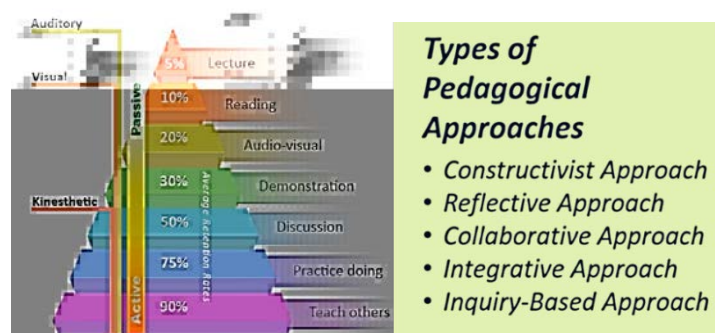 Auditory
Visual
Kinesthetic
Passive
Active
5% Lecture
10% Reading
20% Audio-visual
30% Demonstration
50% Discussion
75% Practice doing
90% Teach others
Average Retention Rates
Types of
Pedagogical
Approaches
• Constructivist Approach
• Reflective Approach
• Collaborative Approach
• Integrative Approach
• Inquiry-Based Approach